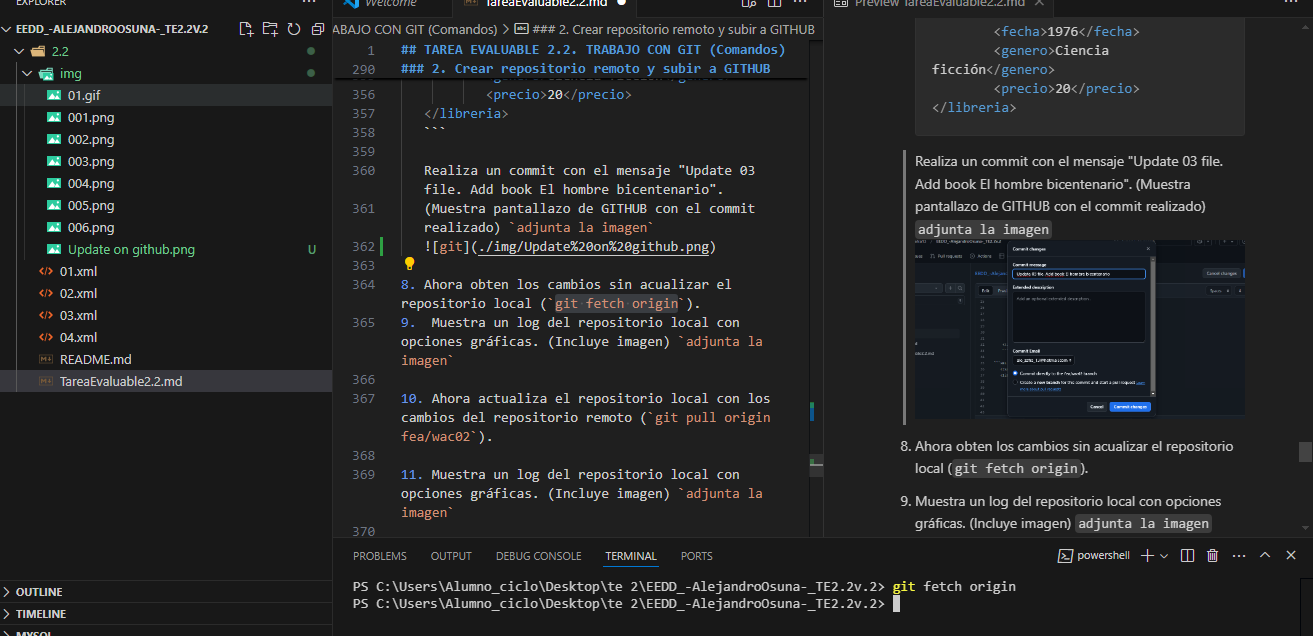 EXPLORER
Welcome
TareaEvaluable2.2.md
Preview TareaEvaluable2.2.md
EEDD_-ALEJANDROOSUNA-_TE2.2V.2
2.2
img
01.gif
001.png
002.png
003.png
004.png
005.png
006.png
Update on github.png U
01.xml
02.xml
03.xml
04.xml
README.md
TareaEvaluable2.2.md
OUTLINE
TIMELINE
MYSQL
ABAJO CON GIT (Comandos) > ### 2. Crear repositorio remoto y subir a GITHUB
1 ## TAREA EVALUABLE 2.2. TRABAJO CON GIT (Comandos)
290 ### 2. Crear repositorio remoto y subir a GITHUB
356 <precio>20</precio>
357 </libreria>
358 ```
359
360 Realiza un commit con el mensaje "Update 03
file. Add book El hombre bicentenario".
361 (Muestra pantallazo de GITHUB con el commit
realizado) `adjunta la imagen`
362 ![git](./img/Update%20on%20github.png)
363
364 8. Ahora obten los cambios sin acualizar el
repositorio local (`git fetch origin`).
365 9. Muestra un log del repositorio local con
opciones gráficas. (Incluye imagen) `adjunta la
imagen`
366
367 10. Ahora actualiza el repositorio local con los
cambios del repositorio remoto (`git pull origin
fea/wac02`).
368
369 11. Muestra un log del repositorio local con
opciones gráficas. (Incluye imagen) `adjunta la
imagen`
370
<fecha>1976</fecha>
<genero>Ciencia
ficción</genero>
<precio>20</precio>
</libreria>
Realiza un commit con el mensaje "Update 03 file.
Add book El hombre bicentenario". (Muestra
pantallazo de GITHUB con el commit realizado)
adjunta la imagen
Commit changes
Commit message
Update 03 file. Add book El hombre bicentenario
Extended description
Add an optional extended description..
Commit Email
Commit directly to the
Create a new branch for this commit and start a pull request
Cancel Commit changes
8. Ahora obten los cambios sin acualizar el repositorio
local (git fetch origin).
9. Muestra un log del repositorio local con opciones
gráficas. (Incluye imagen) adjunta la imagen
PROBLEMS OUTPUT DEBUG CONSOLE TERMINAL PORTS
powershell
PS C:\Users\Alumno_ciclo\Desktop\te 2\EEDD_-AlejandroOsuna-_TE2.2v.2> git fetch origin
PS C:\Users\Alumno_ciclo\Desktop\te 2\EEDD_-AlejandroOsuna-_TE2.2v.2>